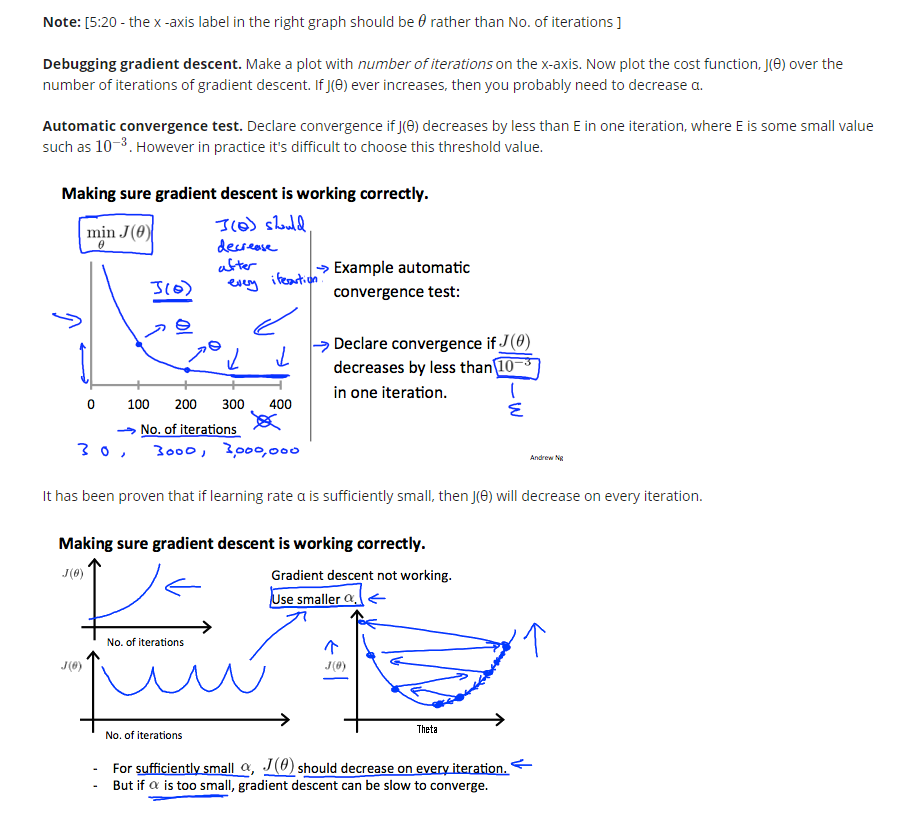 Note: [5:20 - the x -axis label in the right graph should be θ rather than No. of iterations ]
Debugging gradient descent. Make a plot with number of iterations on the x-axis. Now plot the cost function, J(θ) over the
number of iterations of gradient descent. If J(θ) ever increases, then you probably need to decrease α.
Automatic convergence test. Declare convergence if J(θ) decreases by less than E in one iteration, where E is some small value
such as 10⁻³. However in practice it's difficult to choose this threshold value.
Making sure gradient descent is working correctly.
min J(θ)
θ
J(θ) should
decrease
after
every iteration.
J(θ)
θ
θ
0 100 200 300 400
→ No. of iterations
30, 3000, 3,000,000
→ Example automatic
convergence test:
→ Declare convergence if J(θ)
decreases by less than 10⁻³
in one iteration.
ε
Andrew Ng
It has been proven that if learning rate α is sufficiently small, then J(θ) will decrease on every iteration.
Making sure gradient descent is working correctly.
J(θ)
No. of iterations
Gradient descent not working.
Use smaller α.
J(θ)
No. of iterations
J(θ)
Theta
- For sufficiently small α, J(θ) should decrease on every iteration.
- But if α is too small, gradient descent can be slow to converge.